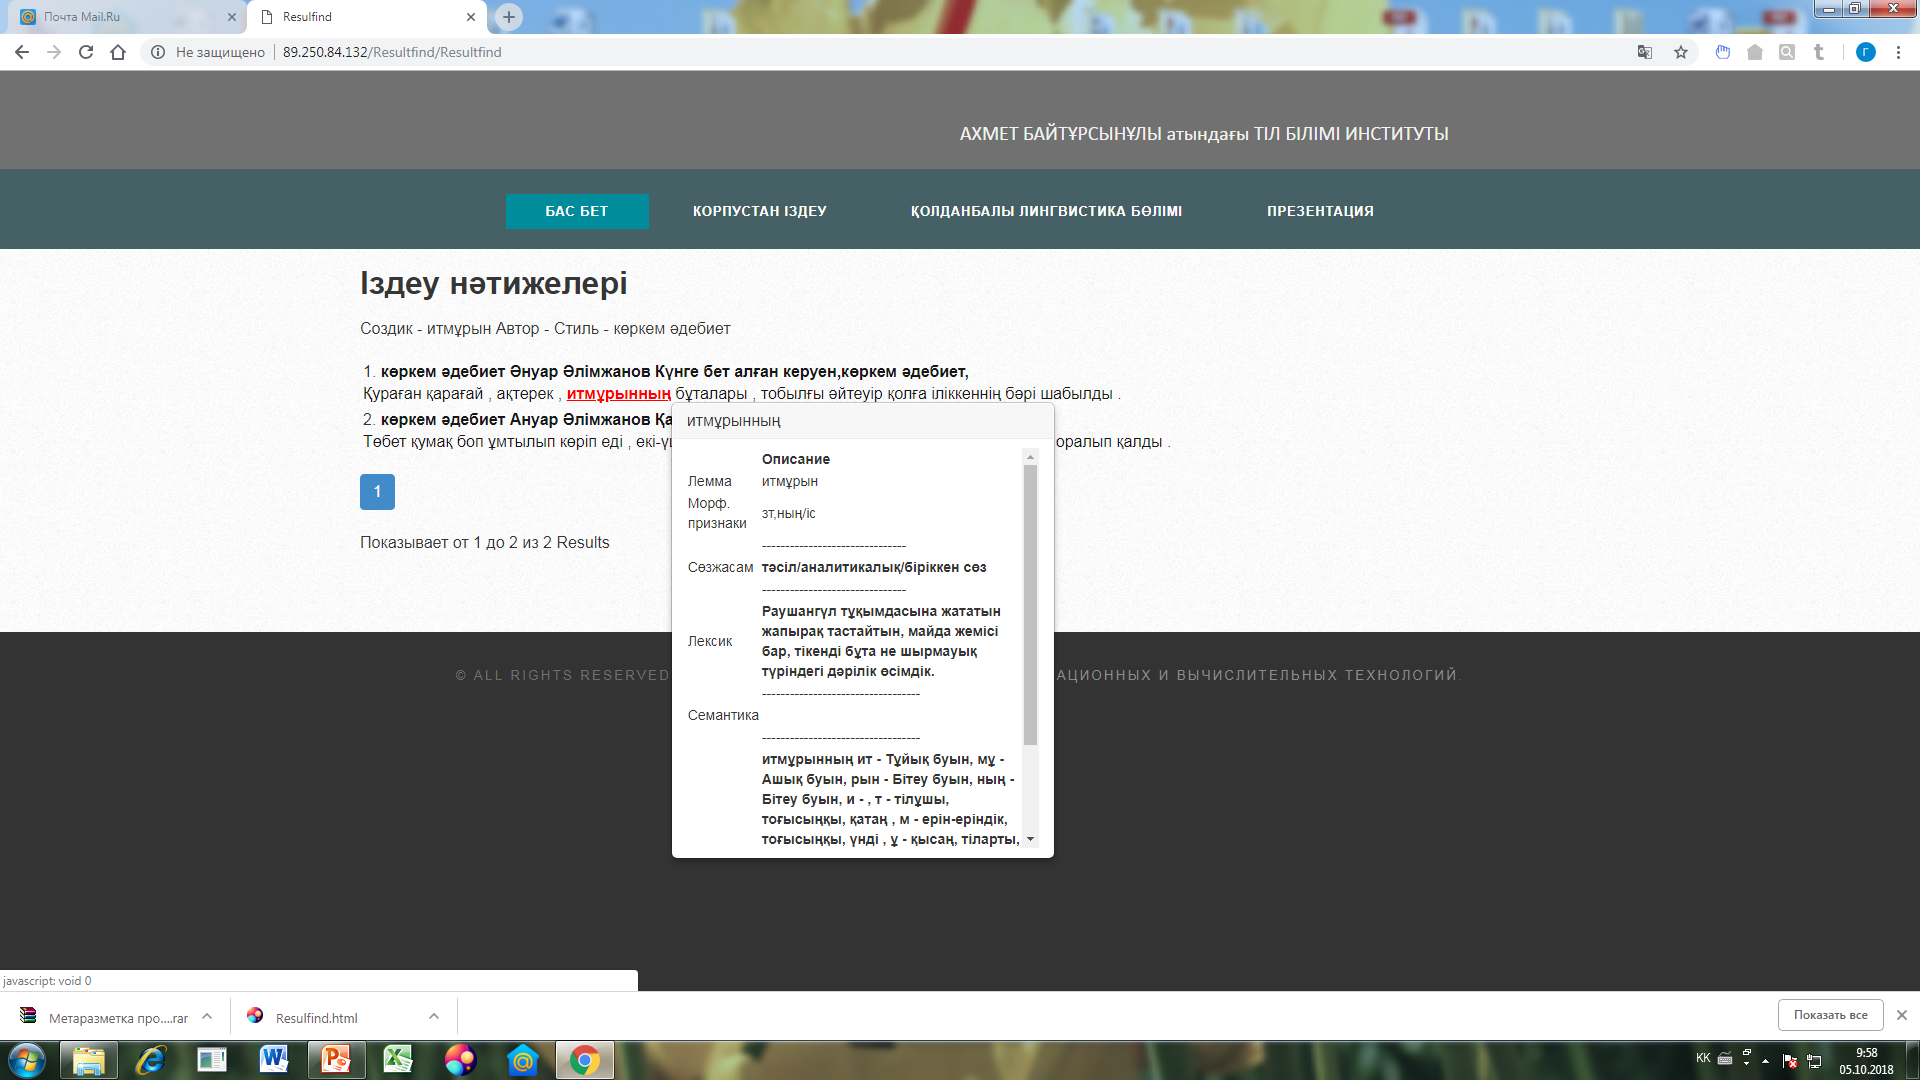 Почта Mail.Ru
Resulfind
Не защищено
89.250.84.132/Resultfind/Resultfind
АХМЕТ БАЙТҰРСЫНҰЛЫ атындағы ТІЛ БІЛІМІ ИНСТИТУТЫ
БАС БЕТ
КОРПУСТАН ІЗДЕУ
ҚОЛДАНБАЛЫ ЛИНГВИСТИКА БӨЛІМІ
ПРЕЗЕНТАЦИЯ
Іздеу нәтижелері
Создик - итмұрын Автор - Стиль - көркем әдебиет
1. көркем әдебиет Әнуар Әлімжанов Күнге бет алған керуен,көркем әдебиет,
Қураған қарағай , ақтерек , итмұрынның бұталары , тобылғы әйтеуір қолға іліккеннің бәрі шабылды .
2. көркем әдебиет Ануар Әлімжанов
Төбет қумақ боп ұмтылып көріп еді , оралып қалды .
1
Показывает от 1 до 2 из 2 Results
итмұрынның
Описание
Лемма итмұрын
Морф. признаки зт,ның/іс
-------------------------------
Сөзжасам тәсіл/аналитикалық/біріккен сөз
-------------------------------
Лексик
Раушангүл тұқымдасына жататын
жапырақ тастайтын, майда жемісі
бар, тікенді бұта не шырмауық
түріндегі дәрілік өсімдік.
----------------------------------
Семантика
----------------------------------
итмұрынның ит - Тұйық буын, мұ -
Ашық буын, рын - Бітеу буын, ның -
Бітеу буын, и - , т - тілұшы,
тоғысыңқы, қатаң , м - ерін-еріндік,
тоғысыңқы, үнді , ұ - қысаң, тіларты,
© ALL RIGHTS RESERVED
АЦИОННЫХ И ВЫЧИСЛИТЕЛЬНЫХ ТЕХНОЛОГИЙ.
javascript: void 0
Метаразметка про....rar
Resulfind.html
Показать все
KK
9:58
05.10.2018